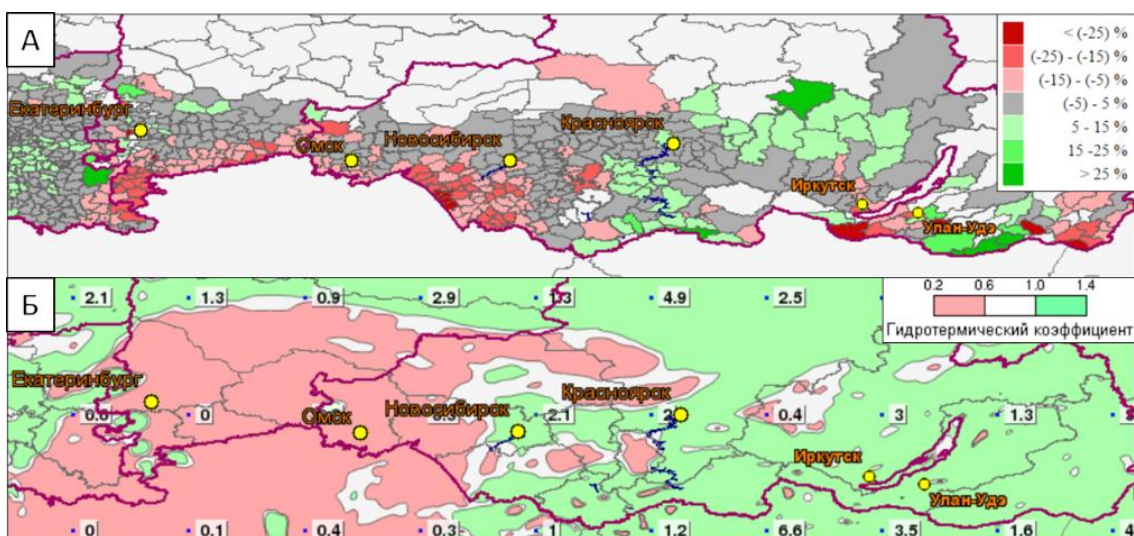 А
< (-25) %
(-25) - (-15) %
(-15) - (-5) %
(-5) - 5 %
5 - 15 %
15 -25 %
> 25 %
Екатеринбург
Омск
Новосибирск
Красноярск
Иркутск
Улан-Удэ
Б
2.1 1.3 0.9 2.9 1.3 4.9 2.5
0.2 0.6 1.0 1.4
Гидротермический коэффициент
Екатеринбург
Омск
Новосибирск
Красноярск
0 2.1 0.4 3 1.3
Иркутск
Улан-Удэ
0 0.1 0.4 0.3 1 1.2 6.6 3.5 1.6 4